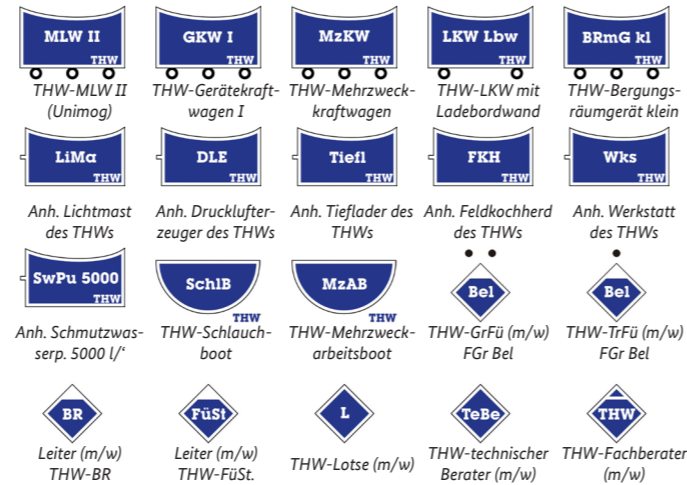 MLW II GKW I MzKW LKW Lbw BRmG kl
THW THW THW THW THW
THW-MLW II THW-Gerätekraft- THW-Mehrzweck- THW-LKW mit THW-Bergungs-
(Unimog) wagen I kraftwagen Ladebordwand räumgerät klein
LiMa DLE Tiefl FKH Wks
THW THW THW THW THW
Anh. Lichtmast Anh. Drucklufter- Anh. Tieflader des Anh. Feldkochherd Anh. Werkstatt
des THWs zeuger des THWs THWs des THWs des THWs
SwPu 5000 SchlB MzAB Bel Bel
THW THW THW
Anh. Schmutzwas- THW-Schlauch- THW-Mehrzweck- THW-GrFü (m/w) THW-TrFü (m/w)
serp. 5000 l/‘ boot arbeitsboot FGr Bel FGr Bel
BR FüSt L TeBe THW
Leiter (m/w) Leiter (m/w) THW-Lotse (m/w) THW-technischer THW-Fachberater
THW-BR THW-FüSt. Berater (m/w) (m/w)